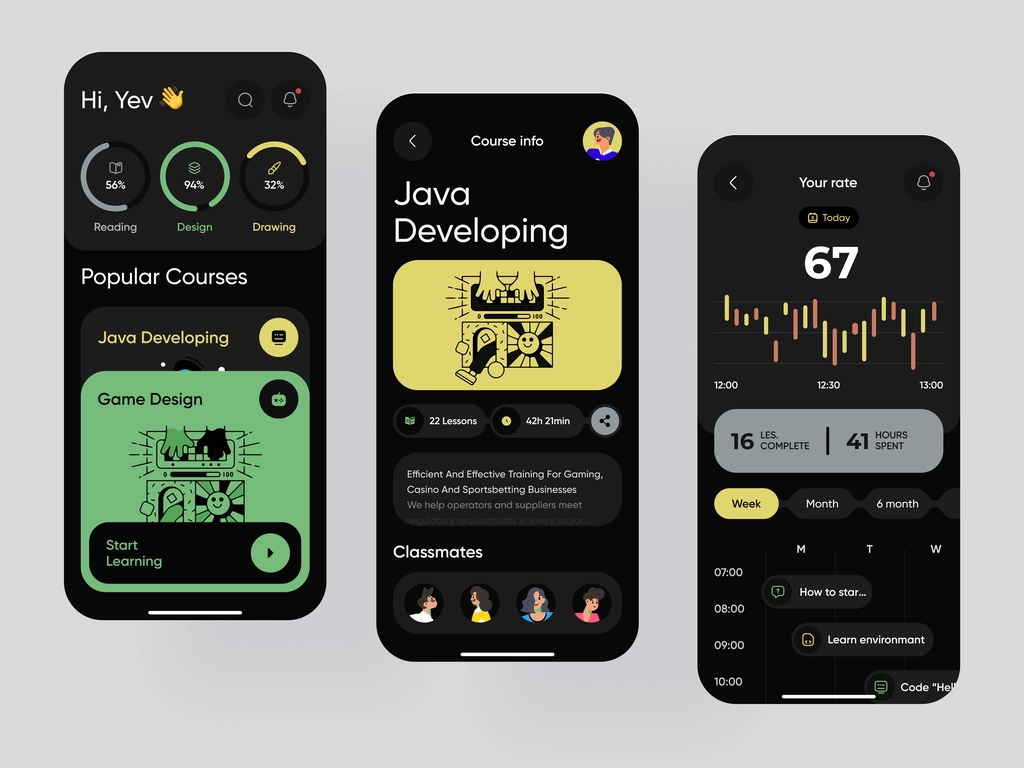 Hi, Yev 👋
56%
94%
32%
Reading
Design
Drawing
Popular Courses
Java Developing
Game Design
0 100
Start
Learning
Course info
Java
Developing
0 100
22 Lessons
42h 21min
Efficient And Effective Training For Gaming,
Casino And Sportsbetting Businesses
We help operators and suppliers meet
regulatory requirements in every major...
Classmates
Your rate
Today
67
12:00 12:30 13:00
16 LES.
COMPLETE
41 HOURS
SPENT
Week Month 6 month
M T W
07:00
How to star...
08:00
09:00
Learn environmant
10:00
Code “Hel